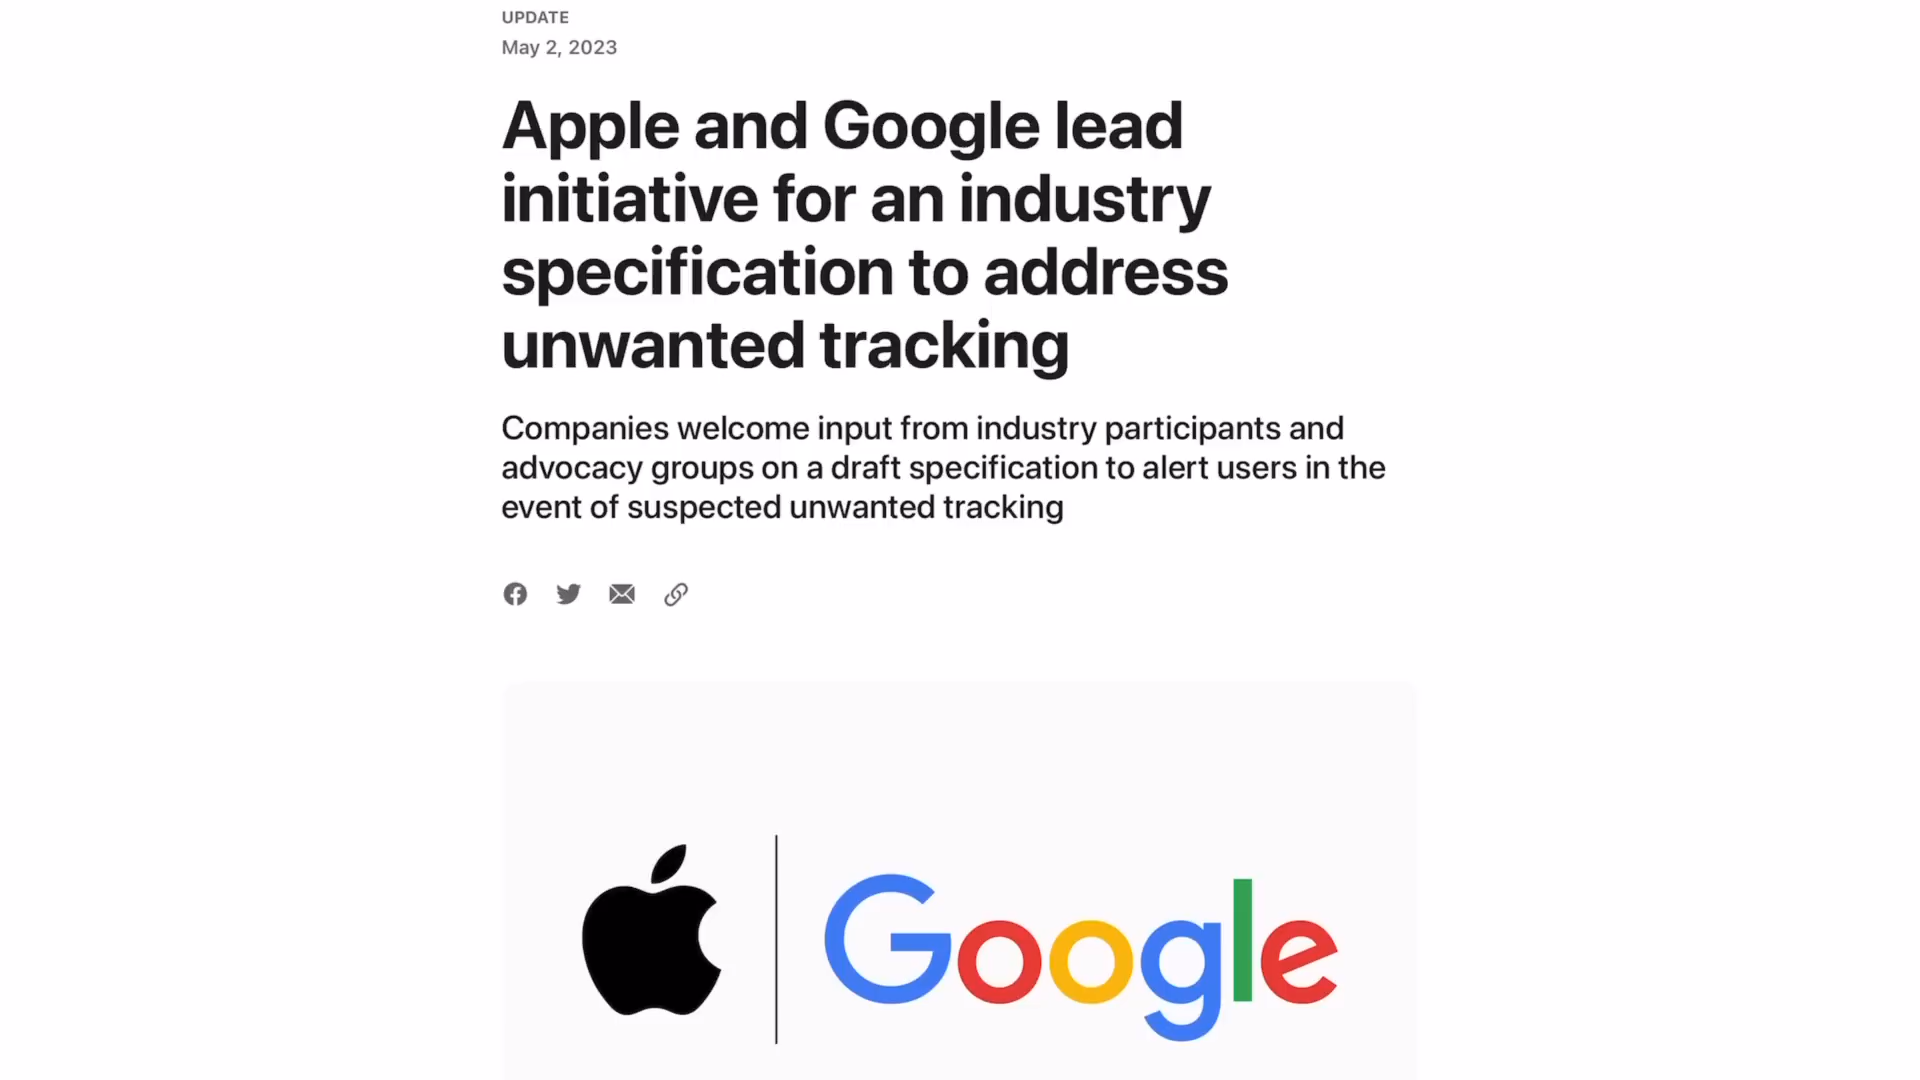 UPDATE
May 2, 2023
Apple and Google lead
initiative for an industry
specification to address
unwanted tracking
Companies welcome input from industry participants and
advocacy groups on a draft specification to alert users in the
event of suspected unwanted tracking
Google